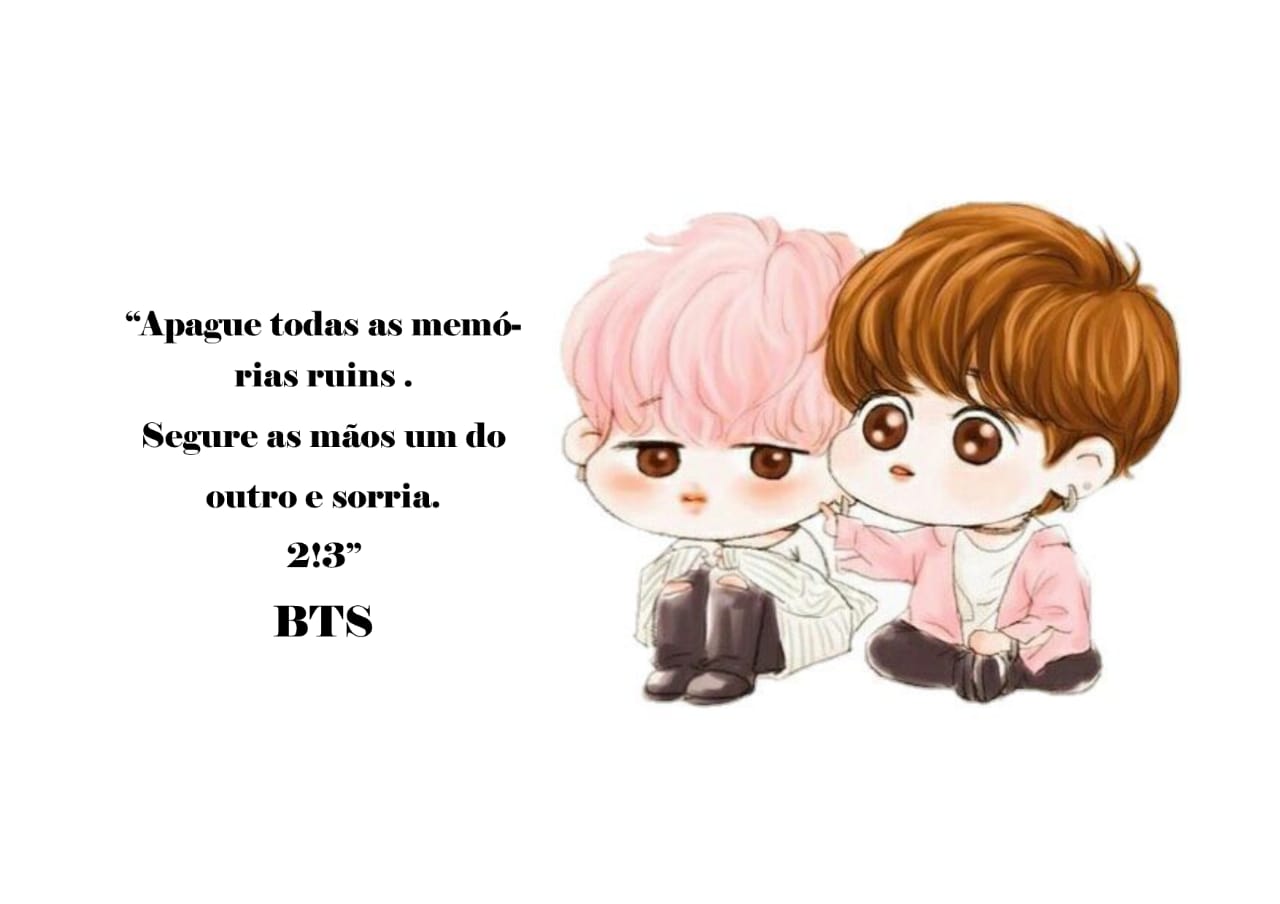 “Apague todas as memó-
rias ruins .
Segure as mãos um do
outro e sorria.
2!3”
BTS